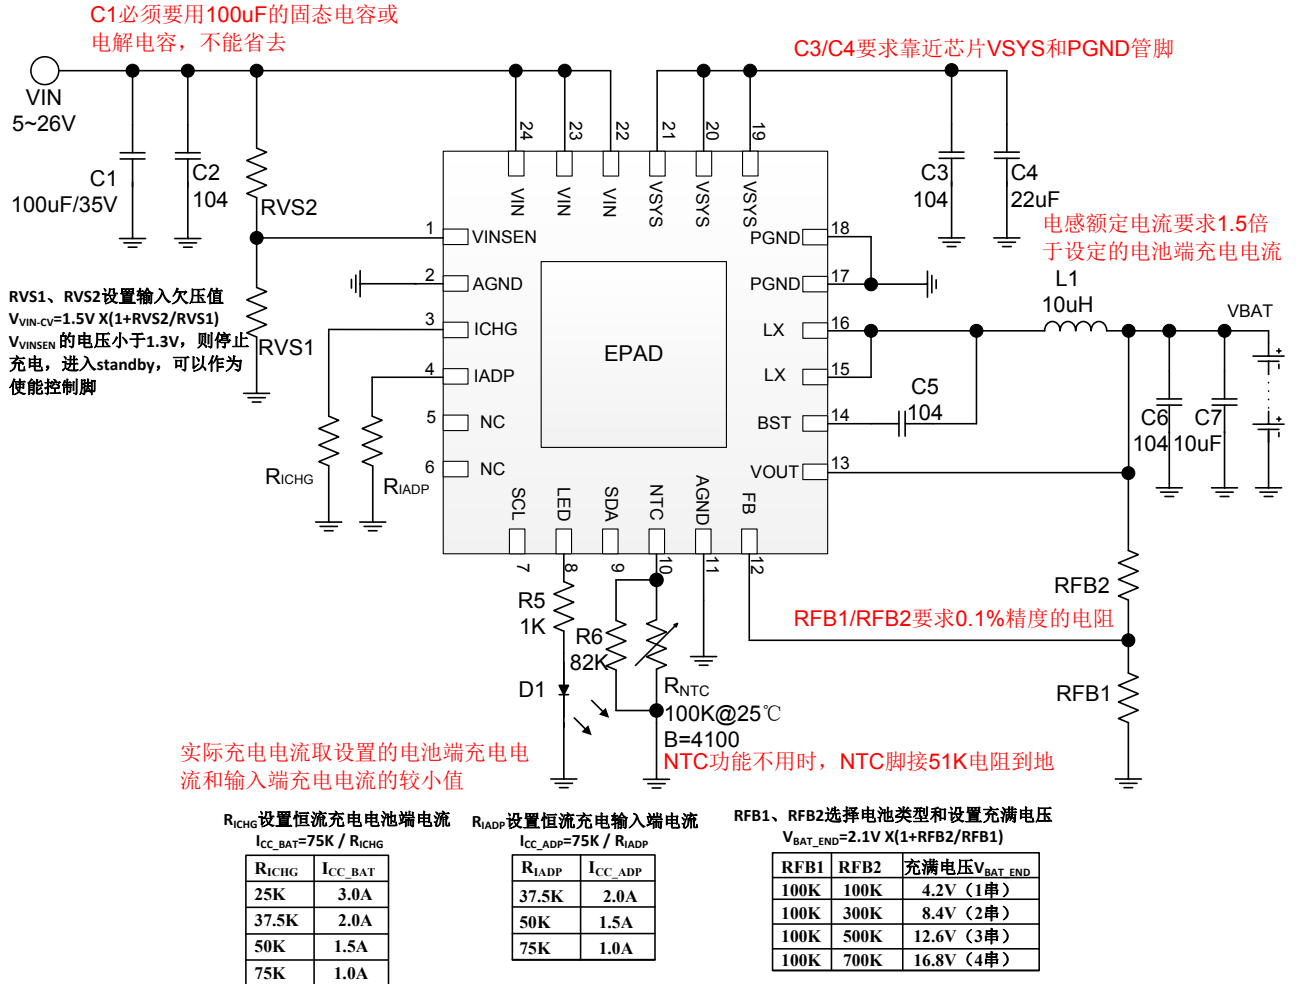 C1必须要用100uF的固态电容或
电解电容，不能省去
C3/C4要求靠近芯片VSYS和PGND管脚
VIN
5~26V
C1
100uF/35V
C2
104
RVS2
24
23
22
21
20
19
VIN
VIN
VIN
VSYS
VSYS
VSYS
C3
104
C4
22uF
电感额定电流要求1.5倍
于设定的电池端充电电流
1
VINSEN
2
AGND
3
ICHG
4
IADP
5
NC
6
NC
PGND
18
PGND
17
LX
16
LX
15
BST
14
VOUT
13
EPAD
L1
10uH
VBAT
RVS1、RVS2设置输入欠压值
VVIN-CV=1.5V X(1+RVS2/RVS1)
VVINSEN的电压小于1.3V，则停止
充电，进入standby，可以作为
使能控制脚
RVS1
C5
104
C6
104
C7
10uF
RICHG
RIADP
SCL
LED
SDA
NTC
AGND
FB
7
8
9
10
11
12
R5
1K
R6
82K
D1
RNTC
100K@25℃
B=4100
RFB2
RFB1/RFB2要求0.1%精度的电阻
RFB1
实际充电电流取设置的电池端充电电
流和输入端充电电流的较小值
NTC功能不用时，NTC脚接51K电阻到地
RICHG设置恒流充电电池端电流
ICC_BAT=75K / RICHG
RICHG ICC_BAT
25K 3.0A
37.5K 2.0A
50K 1.5A
75K 1.0A
RIADP设置恒流充电输入端电流
ICC_ADP=75K / RIADP
RIADP ICC_ADP
37.5K 2.0A
50K 1.5A
75K 1.0A
RFB1、RFB2选择电池类型和设置充满电压
VBAT_END=2.1V X(1+RFB2/RFB1)
RFB1 RFB2 充满电压VBAT_END
100K 100K 4.2V（1串）
100K 300K 8.4V（2串）
100K 500K 12.6V（3串）
100K 700K 16.8V（4串）